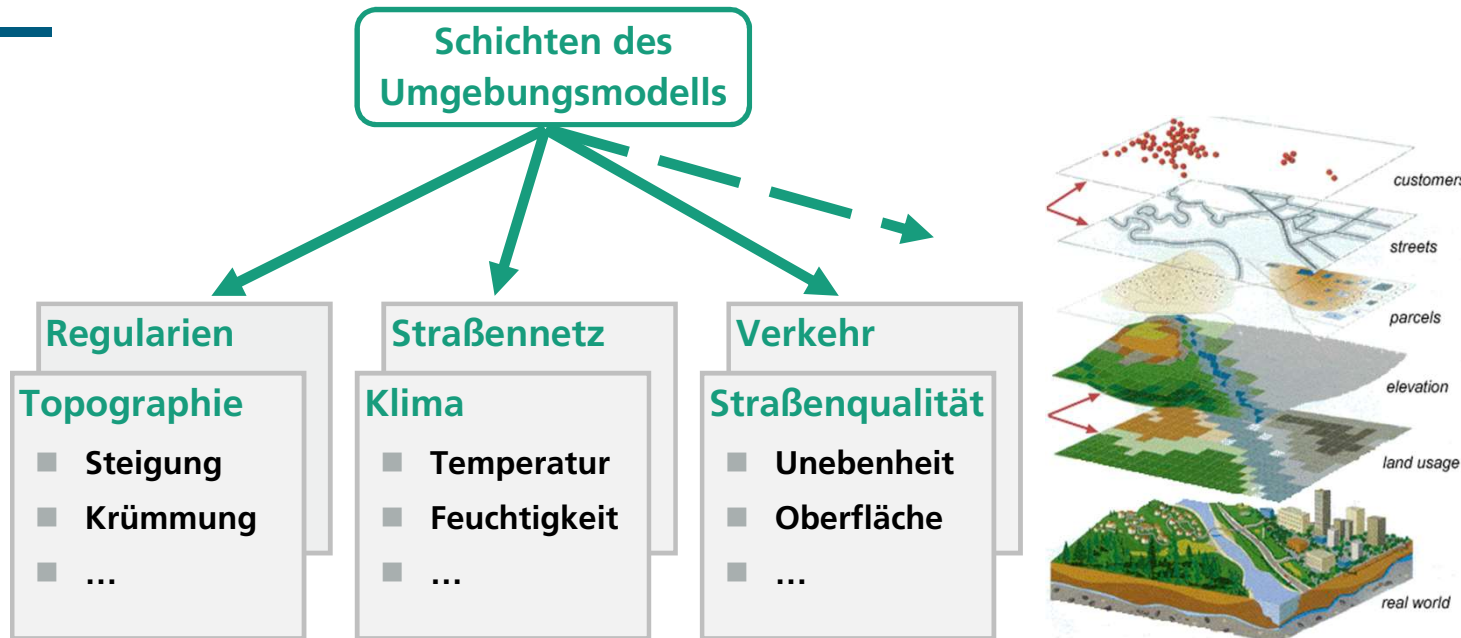 Schichten des
Umgebungsmodells
Regularien
Topographie
Steigung
Krümmung
...
Straßennetz
Klima
Temperatur
Feuchtigkeit
...
Verkehr
Straßenqualität
Unebenheit
Oberfläche
...
customers
streets
parcels
elevation
land usage
real world